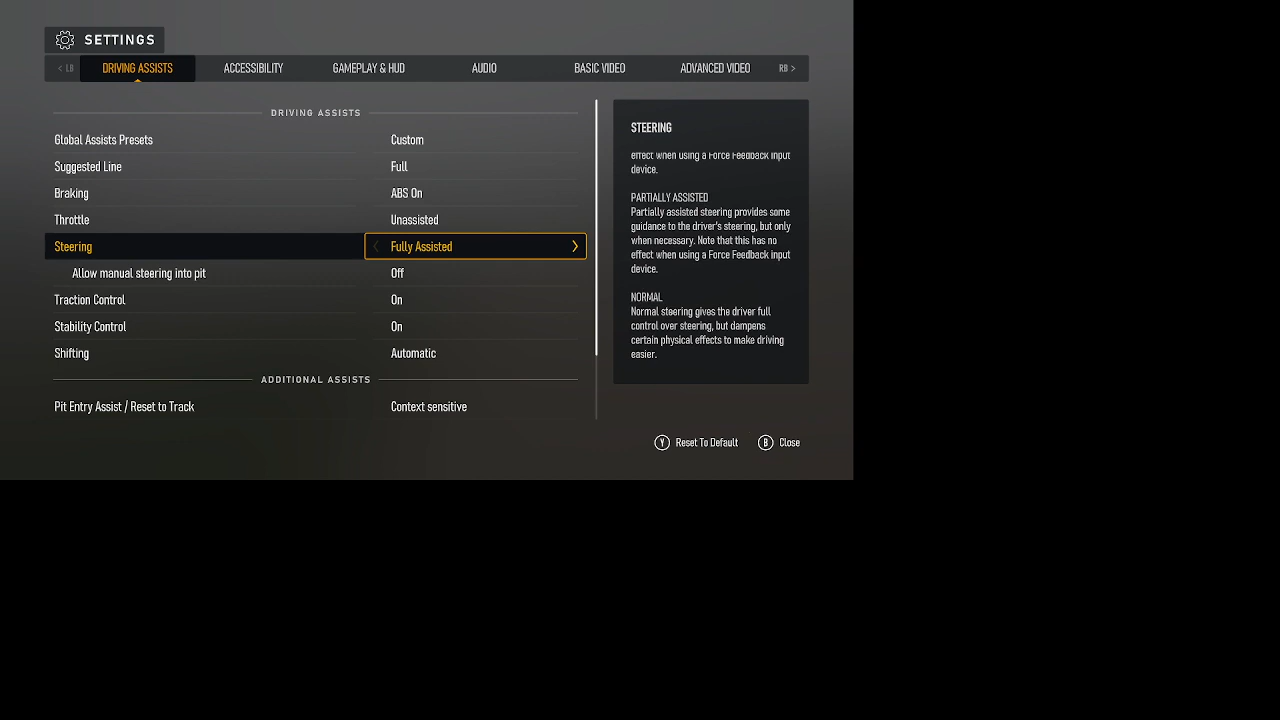 SETTINGS
< LB DRIVING ASSISTS ACCESSIBILITY GAMEPLAY & HUD AUDIO BASIC VIDEO ADVANCED VIDEO RB >
DRIVING ASSISTS
Global Assists Presets Custom
Suggested Line Full
Braking ABS On
Throttle Unassisted
Steering Fully Assisted
Allow manual steering into pit Off
Traction Control On
Stability Control On
Shifting Automatic
ADDITIONAL ASSISTS
Pit Entry Assist / Reset to Track Context sensitive
STEERING
effect when using a Force Feedback input
device.
PARTIALLY ASSISTED
Partially assisted steering provides some
guidance to the driver's steering, but only
when necessary. Note that this has no
effect when using a Force Feedback input
device.
NORMAL
Normal steering gives the driver full
control over steering, but dampens
certain physical effects to make driving
easier.
Y Reset To Default B Close